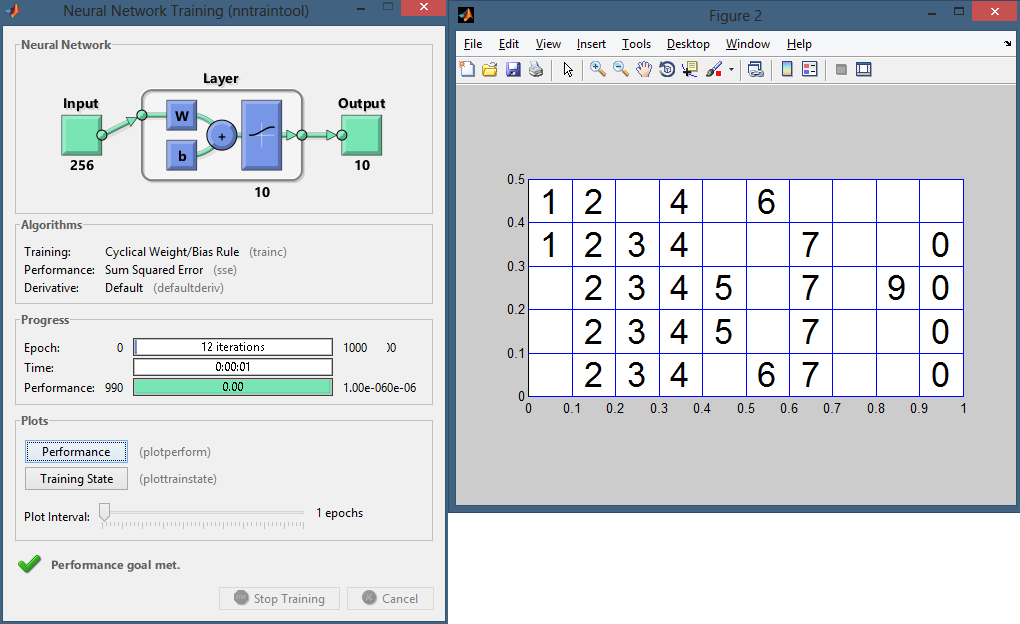 Neural Network Training (nntraintool)
Neural Network
Layer
Input
W
b
+
Output
256
10
10
Algorithms
Training: Cyclical Weight/Bias Rule (trainc)
Performance: Sum Squared Error (sse)
Derivative: Default (defaultderiv)
Progress
Epoch: 0 12 iterations 1000
Time: 0:00:01
Performance: 990 0.00 1.00e-060e-06
Plots
Performance (plotperform)
Training State (plottrainstate)
Plot Interval: 1 epochs
Performance goal met.
Stop Training Cancel
Figure 2
File Edit View Insert Tools Desktop Window Help
0.5
1 2 4 6
0.4
1 2 3 4 7 0
0.3
2 3 4 5 7 9 0
0.2
2 3 4 5 7 0
0.1
2 3 4 6 7 0
0
0 0.1 0.2 0.3 0.4 0.5 0.6 0.7 0.8 0.9 1